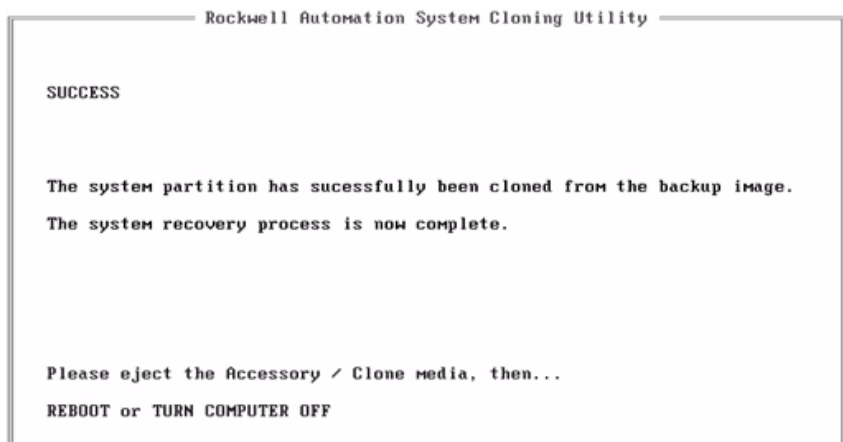 Rockwell Automation System Cloning Utility
SUCCESS
The system partition has sucessfully been cloned from the backup image.
The system recovery process is now complete.
Please eject the Accessory / Clone media, then...
REBOOT or TURN COMPUTER OFF